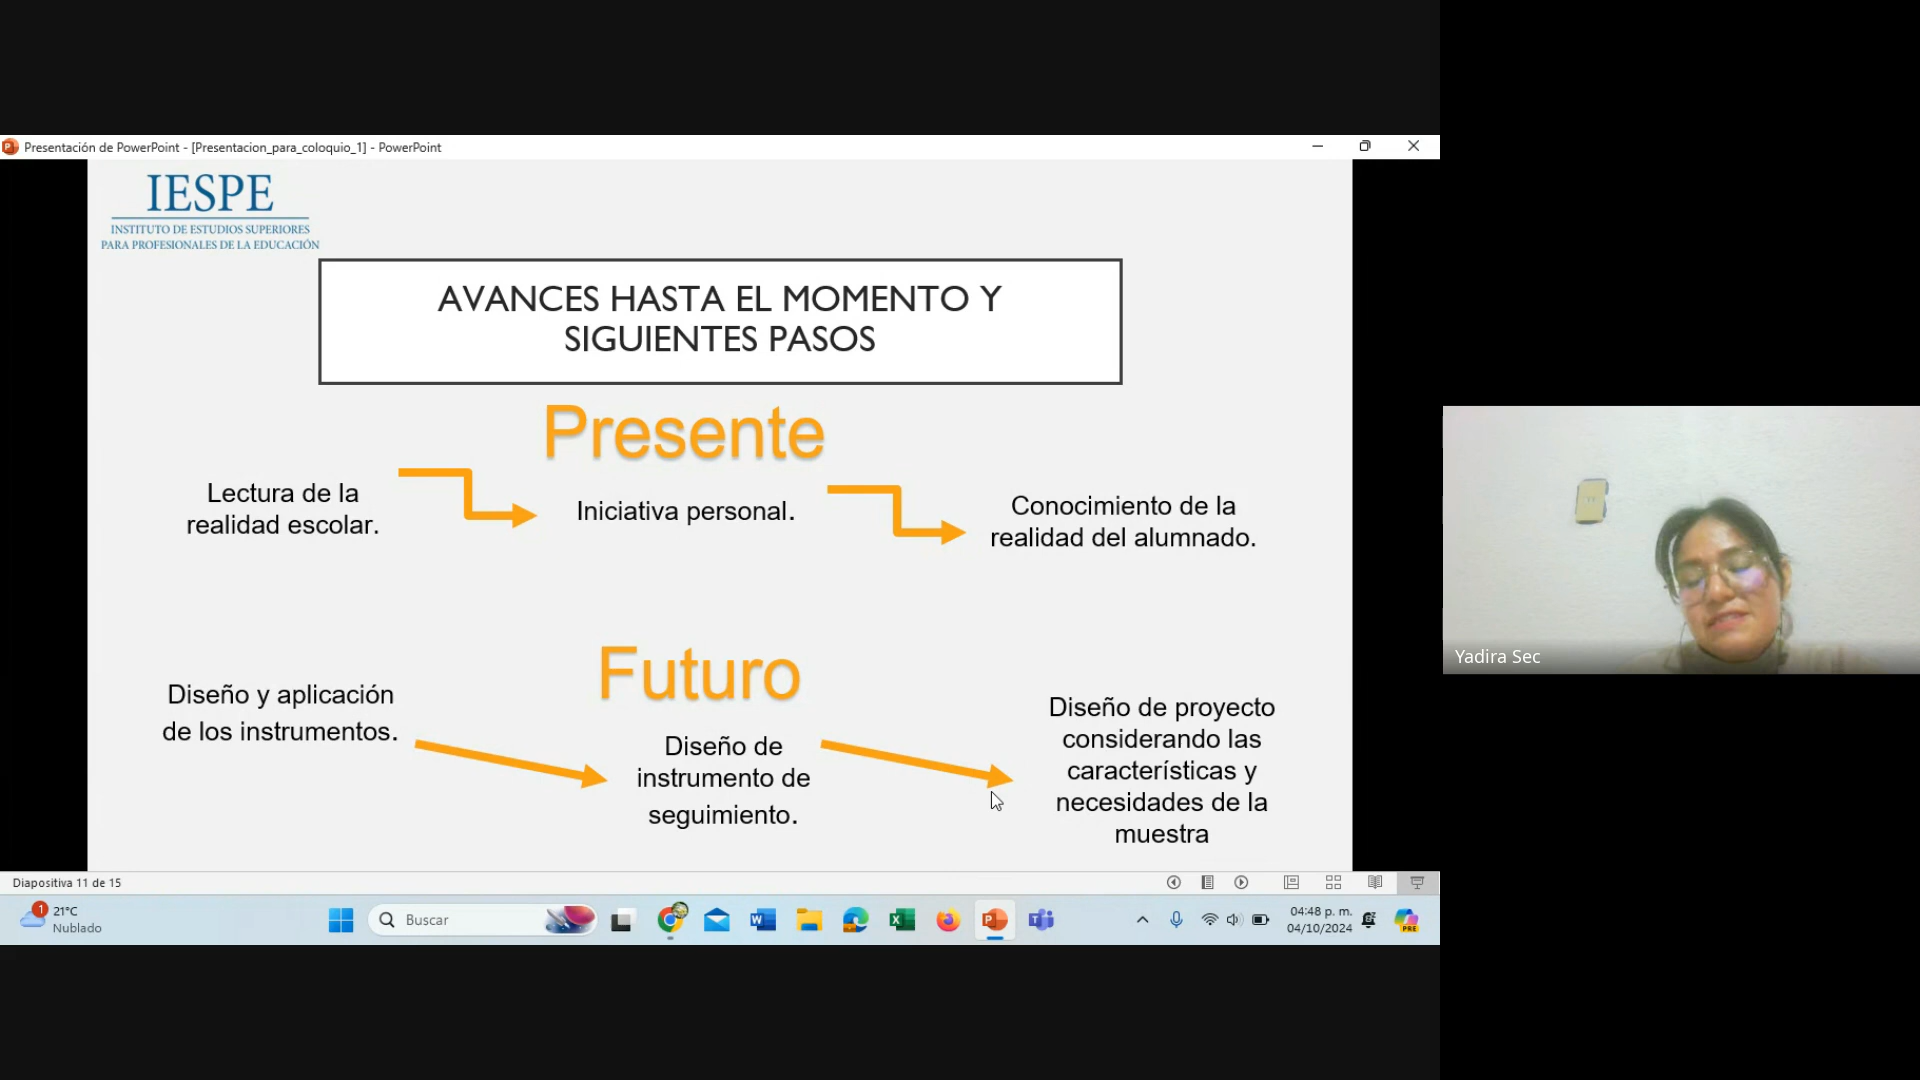 Presentación de PowerPoint - [Presentacion_para_coloquio_1] - PowerPoint
IESPE
INSTITUTO DE ESTUDIOS SUPERIORES
PARA PROFESIONALES DE LA EDUCACIÓN
AVANCES HASTA EL MOMENTO Y
SIGUIENTES PASOS
Presente
Lectura de la
realidad escolar.
Iniciativa personal.
Conocimiento de la
realidad del alumnado.
Futuro
Diseño y aplicación
de los instrumentos.
Diseño de
instrumento de
seguimiento.
Diseño de proyecto
considerando las
características y
necesidades de la
muestra
Yadira Sec
Diapositiva 11 de 15
1
21°C
Nublado
Buscar
04:48 p. m.
04/10/2024
PRE